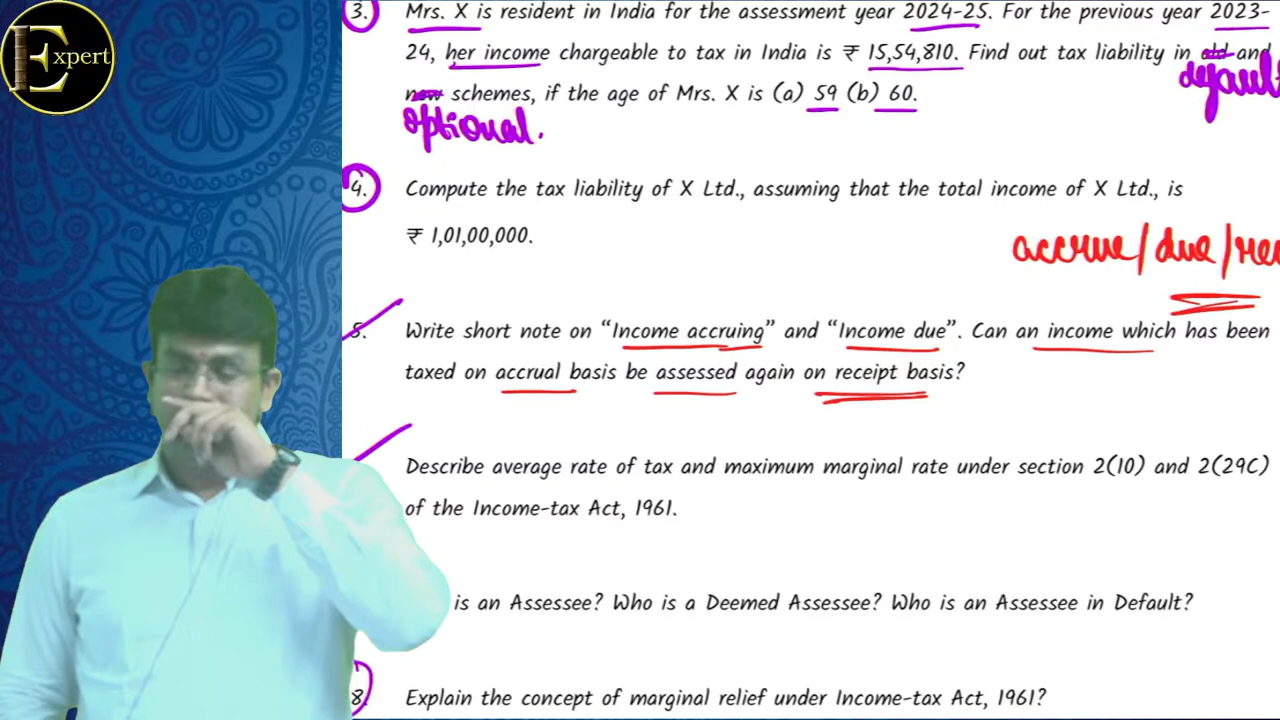 Expert
3. Mrs. X is resident in India for the assessment year 2024-25. For the previous year 2023-
24, her income chargeable to tax in India is ₹ 15,54,810. Find out tax liability in old and
default
new schemes, if the age of Mrs. X is (a) 59 (b) 60.
optional.
4. Compute the tax liability of X Ltd., assuming that the total income of X Ltd., is
₹ 1,01,00,000.
accrue/due/
5. Write short note on “Income accruing” and “Income due”. Can an income which has been
taxed on accrual basis be assessed again on receipt basis?
Describe average rate of tax and maximum marginal rate under section 2(10) and 2(29C)
of the Income-tax Act, 1961.
is an Assessee? Who is a Deemed Assessee? Who is an Assessee in Default?
8. Explain the concept of marginal relief under Income-tax Act, 1961?